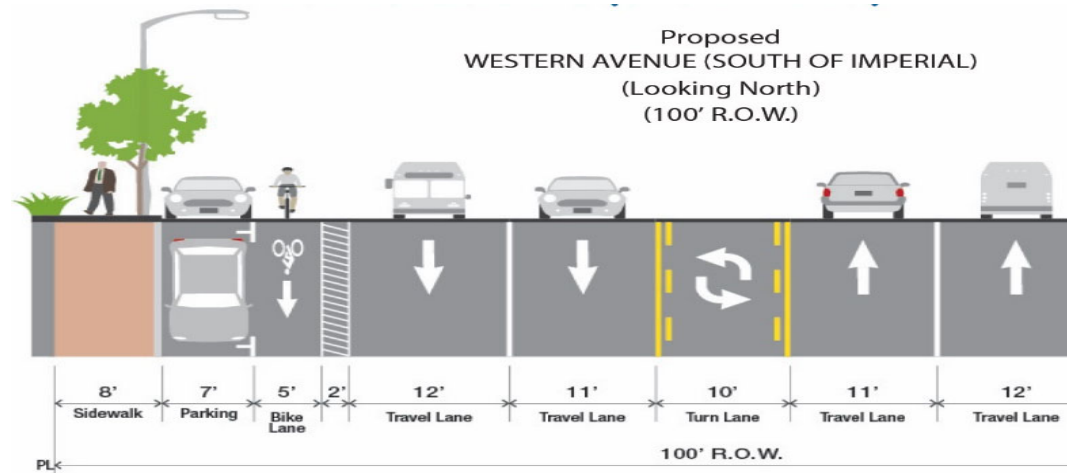 Proposed
WESTERN AVENUE (SOUTH OF IMPERIAL)
(Looking North)
(100' R.O.W.)
8' 7' 5' 2' 12' 11' 10' 11' 12'
Sidewalk Parking Bike Lane Travel Lane Travel Lane Turn Lane Travel Lane Travel Lane
100' R.O.W.
PL